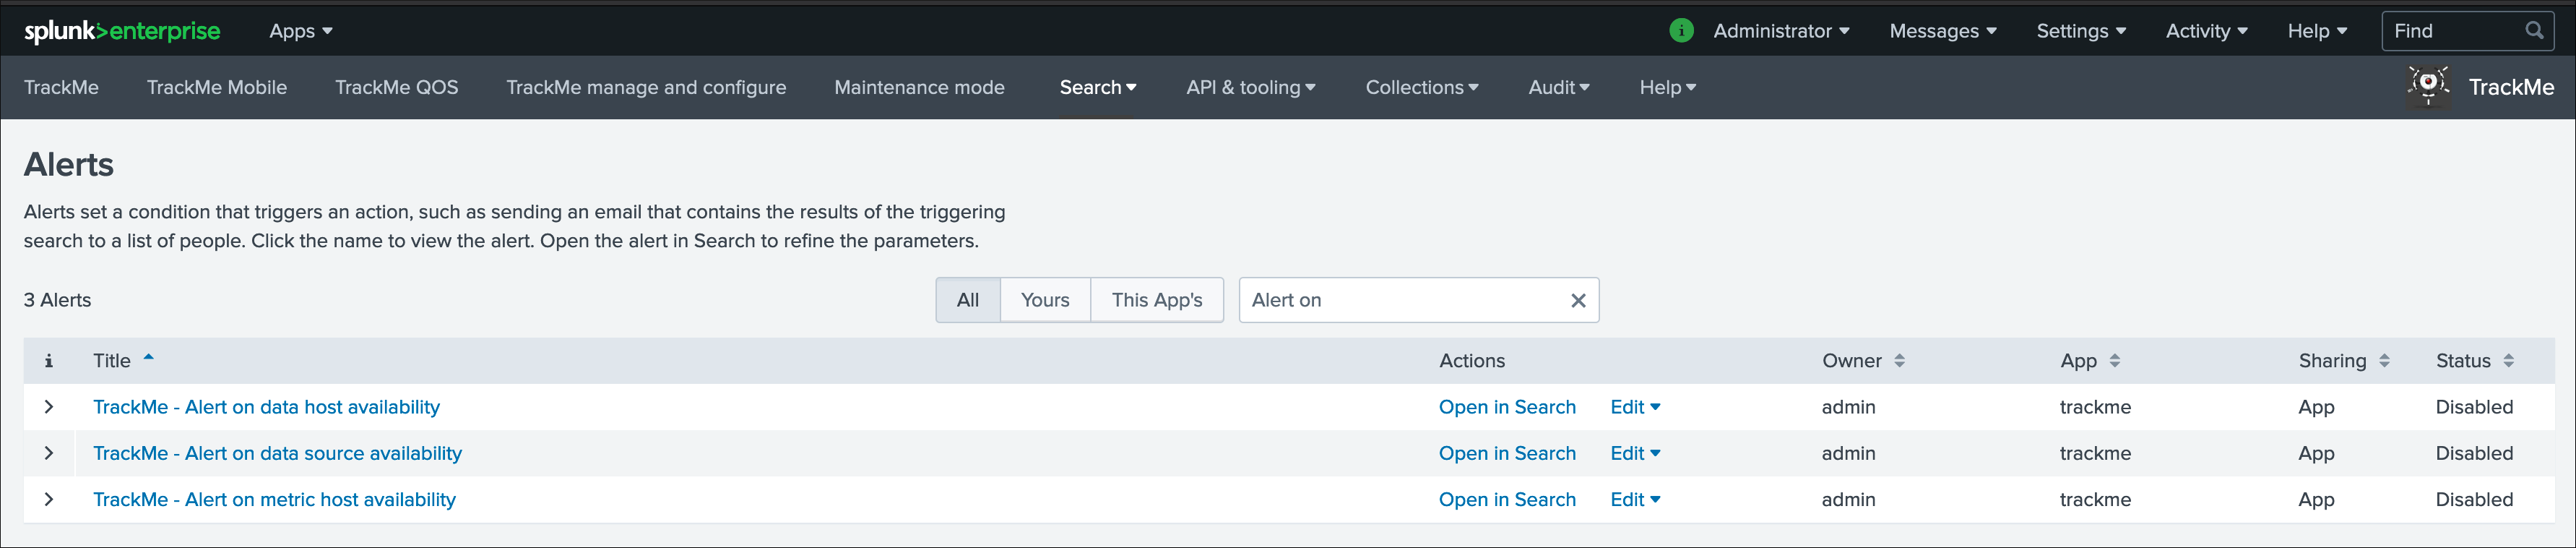 splunk>enterprise Apps Administrator Messages Settings Activity Help Find
TrackMe TrackMe Mobile TrackMe QOS TrackMe manage and configure Maintenance mode Search API & tooling Collections Audit Help TrackMe
Alerts
Alerts set a condition that triggers an action, such as sending an email that contains the results of the triggering
search to a list of people. Click the name to view the alert. Open the alert in Search to refine the parameters.
3 Alerts All Yours This App's Alert on
i Title Actions Owner App Sharing Status
TrackMe - Alert on data host availability Open in Search Edit admin trackme App Disabled
TrackMe - Alert on data source availability Open in Search Edit admin trackme App Disabled
TrackMe - Alert on metric host availability Open in Search Edit admin trackme App Disabled